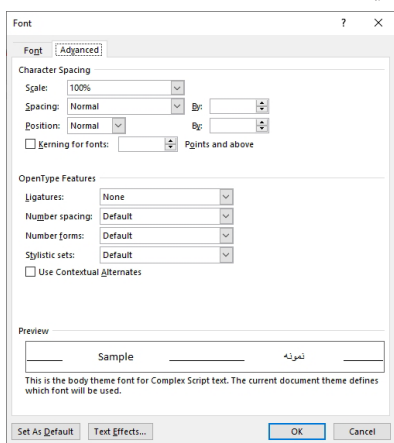 Font ? ×
Font Advanced
Character Spacing
Scale: 100%
Spacing: Normal By:
Position: Normal By:
Kerning for fonts: Points and above
OpenType Features
Ligatures: None
Number spacing: Default
Number forms: Default
Stylistic sets: Default
Use Contextual Alternates
Preview
Sample نمونه
This is the body theme font for Complex Script text. The current document theme defines
which font will be used.
Set As Default Text Effects... OK Cancel